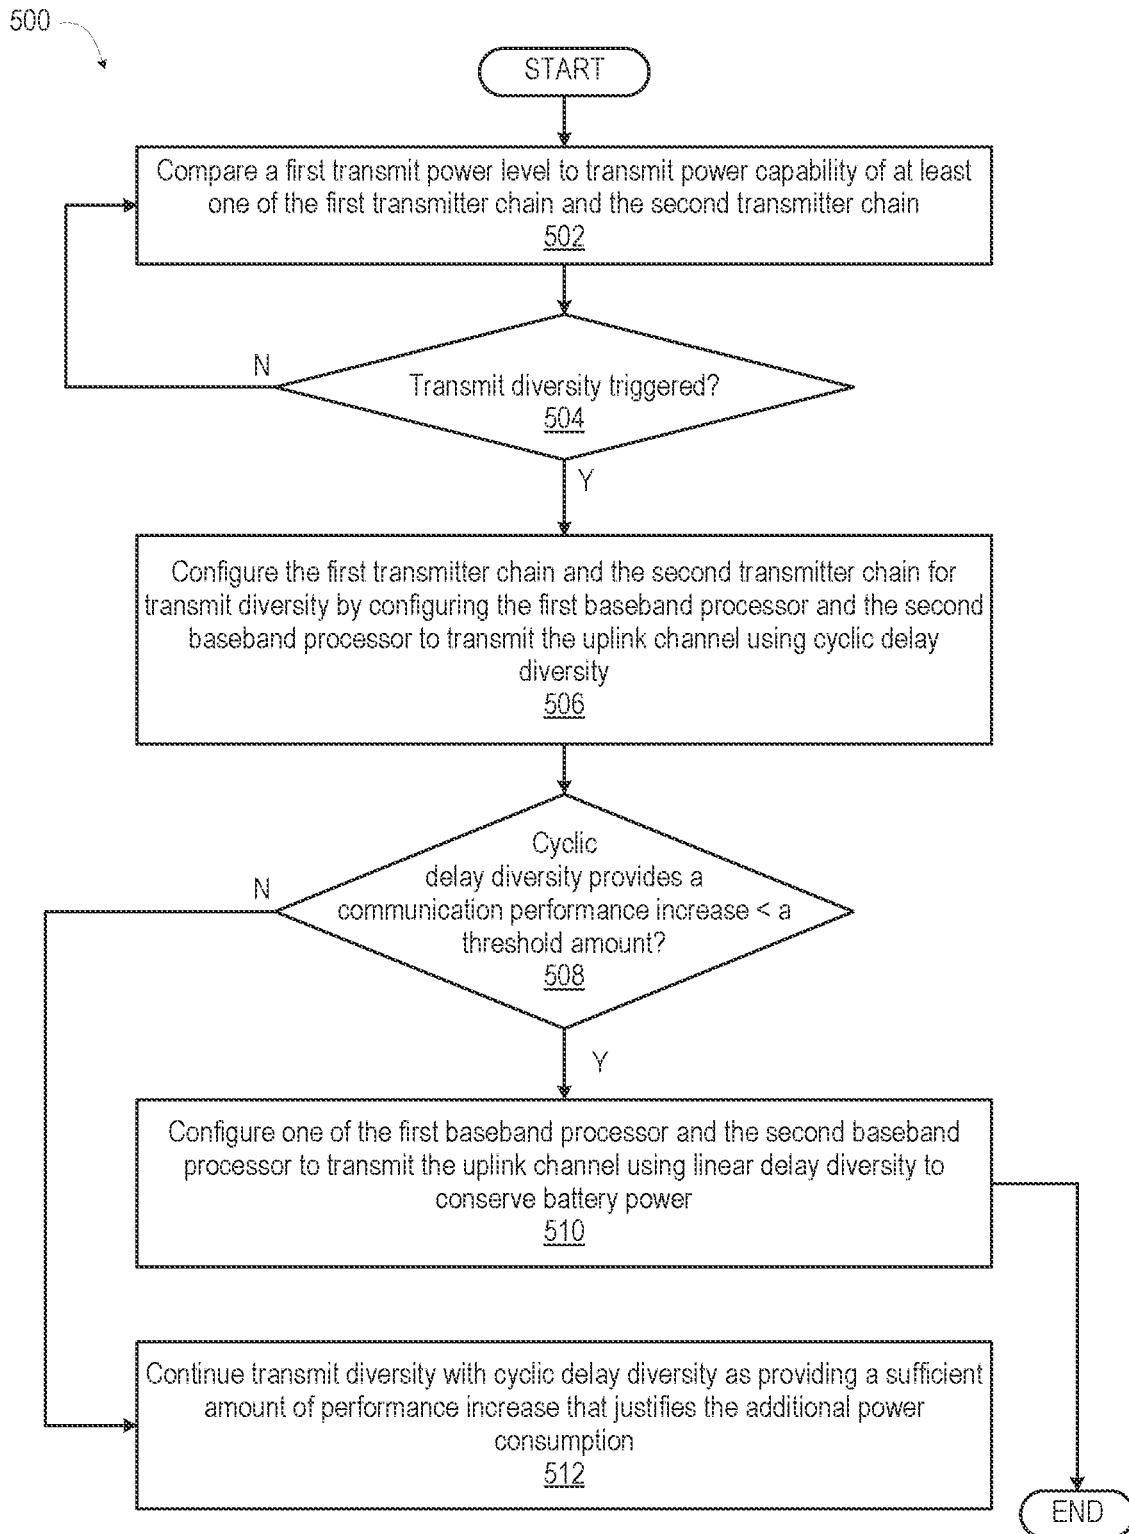 500
START
Compare a first transmit power level to transmit power capability of at least
one of the first transmitter chain and the second transmitter chain
502
N
Transmit diversity triggered?
504
Y
Configure the first transmitter chain and the second transmitter chain for
transmit diversity by configuring the first baseband processor and the second
baseband processor to transmit the uplink channel using cyclic delay
diversity
506
Cyclic
delay diversity provides a
N
communication performance increase < a
threshold amount?
508
Y
Configure one of the first baseband processor and the second baseband
processor to transmit the uplink channel using linear delay diversity to
conserve battery power
510
Continue transmit diversity with cyclic delay diversity as providing a sufficient
amount of performance increase that justifies the additional power
consumption
512
END